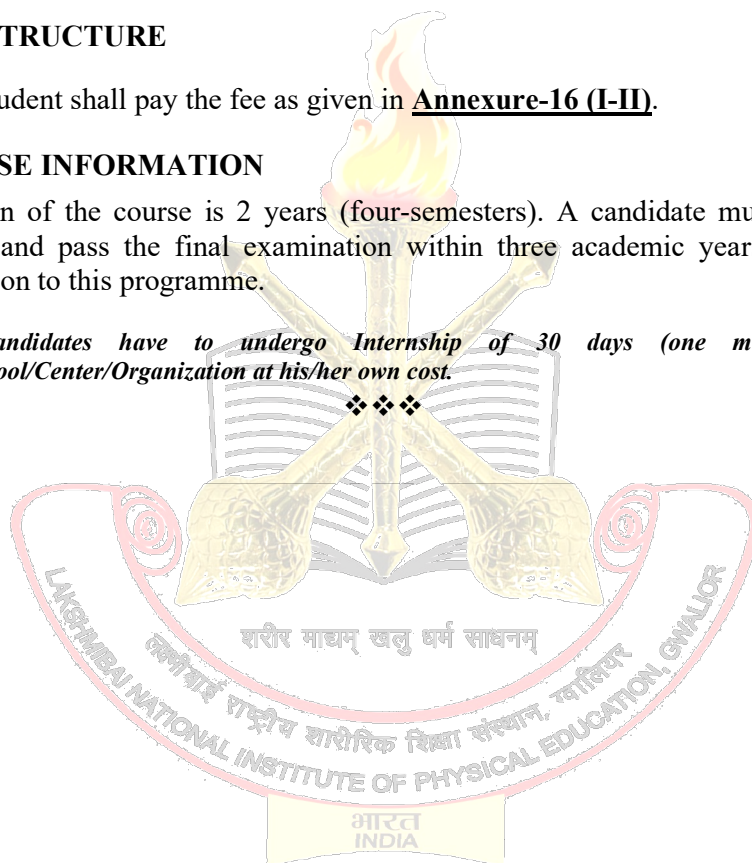 TRUCTURE
udent shall pay the fee as given in Annexure-16 (I-II).
SE INFORMATION
n of the course is 2 years (four-semesters). A candidate mu
and pass the final examination within three academic year
on to this programme.
andidates have to undergo Internship of 30 days (one m
ool/Center/Organization at his/her own cost.
❖❖❖
शरीर माद्यम् खलु धर्म साधनम्
लक्ष्मीबाई राष्ट्रीय शारीरिक शिक्षा संस्थान, ग्वालियर
LAKSHMIBAI NATIONAL INSTITUTE OF PHYSICAL EDUCATION, GWALIOR
भारत
INDIA